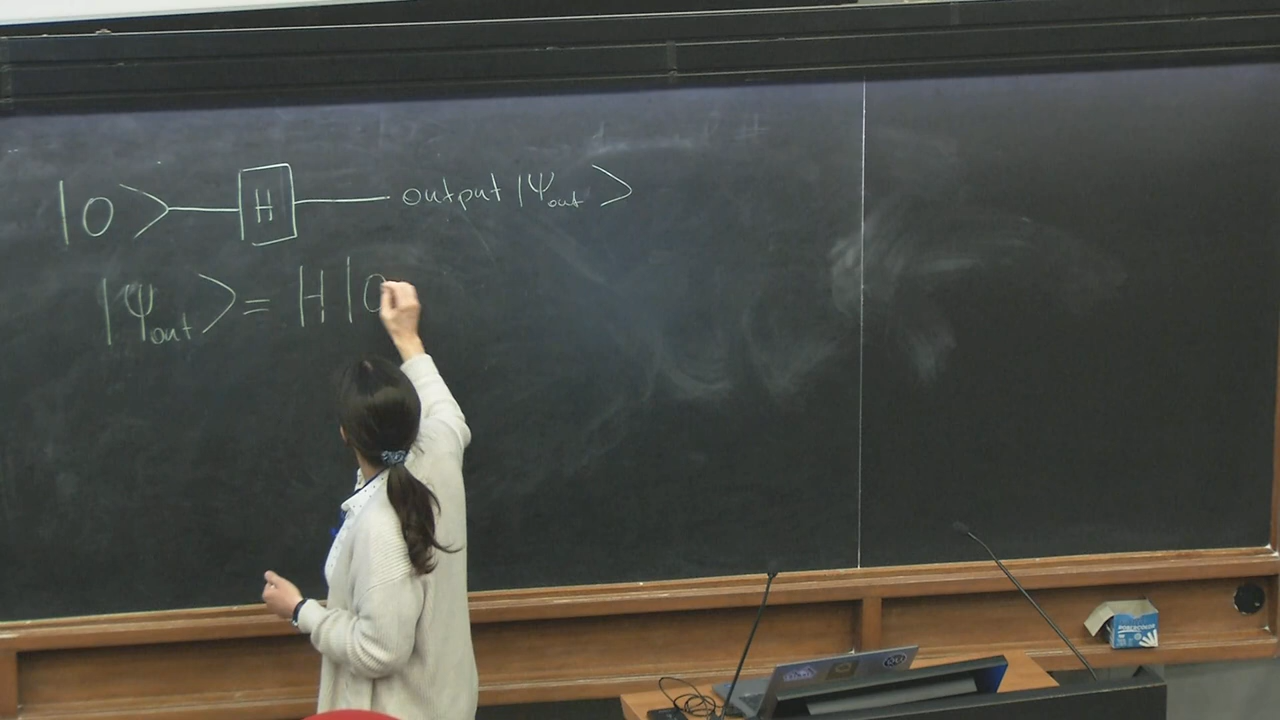 |0⟩ H output |Ψout⟩
|Ψout⟩ = H |0